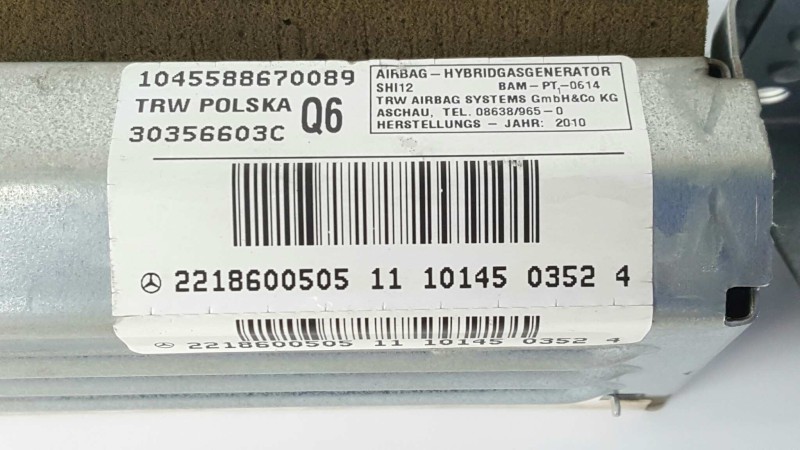 1045588670089
TRW POLSKA Q6
30356603C
AIRBAG-HYBRIDGASGENERATOR
SHI12 BAM-PT.-0614
TRW AIRBAG SYSTEMS GmbH&Co KG
ASCHAU, TEL. 08638/965-0
HERSTELLUNGS-JAHR: 2010
2218600505 11 10145 0352 4
2218600505 11 10145 0352 4